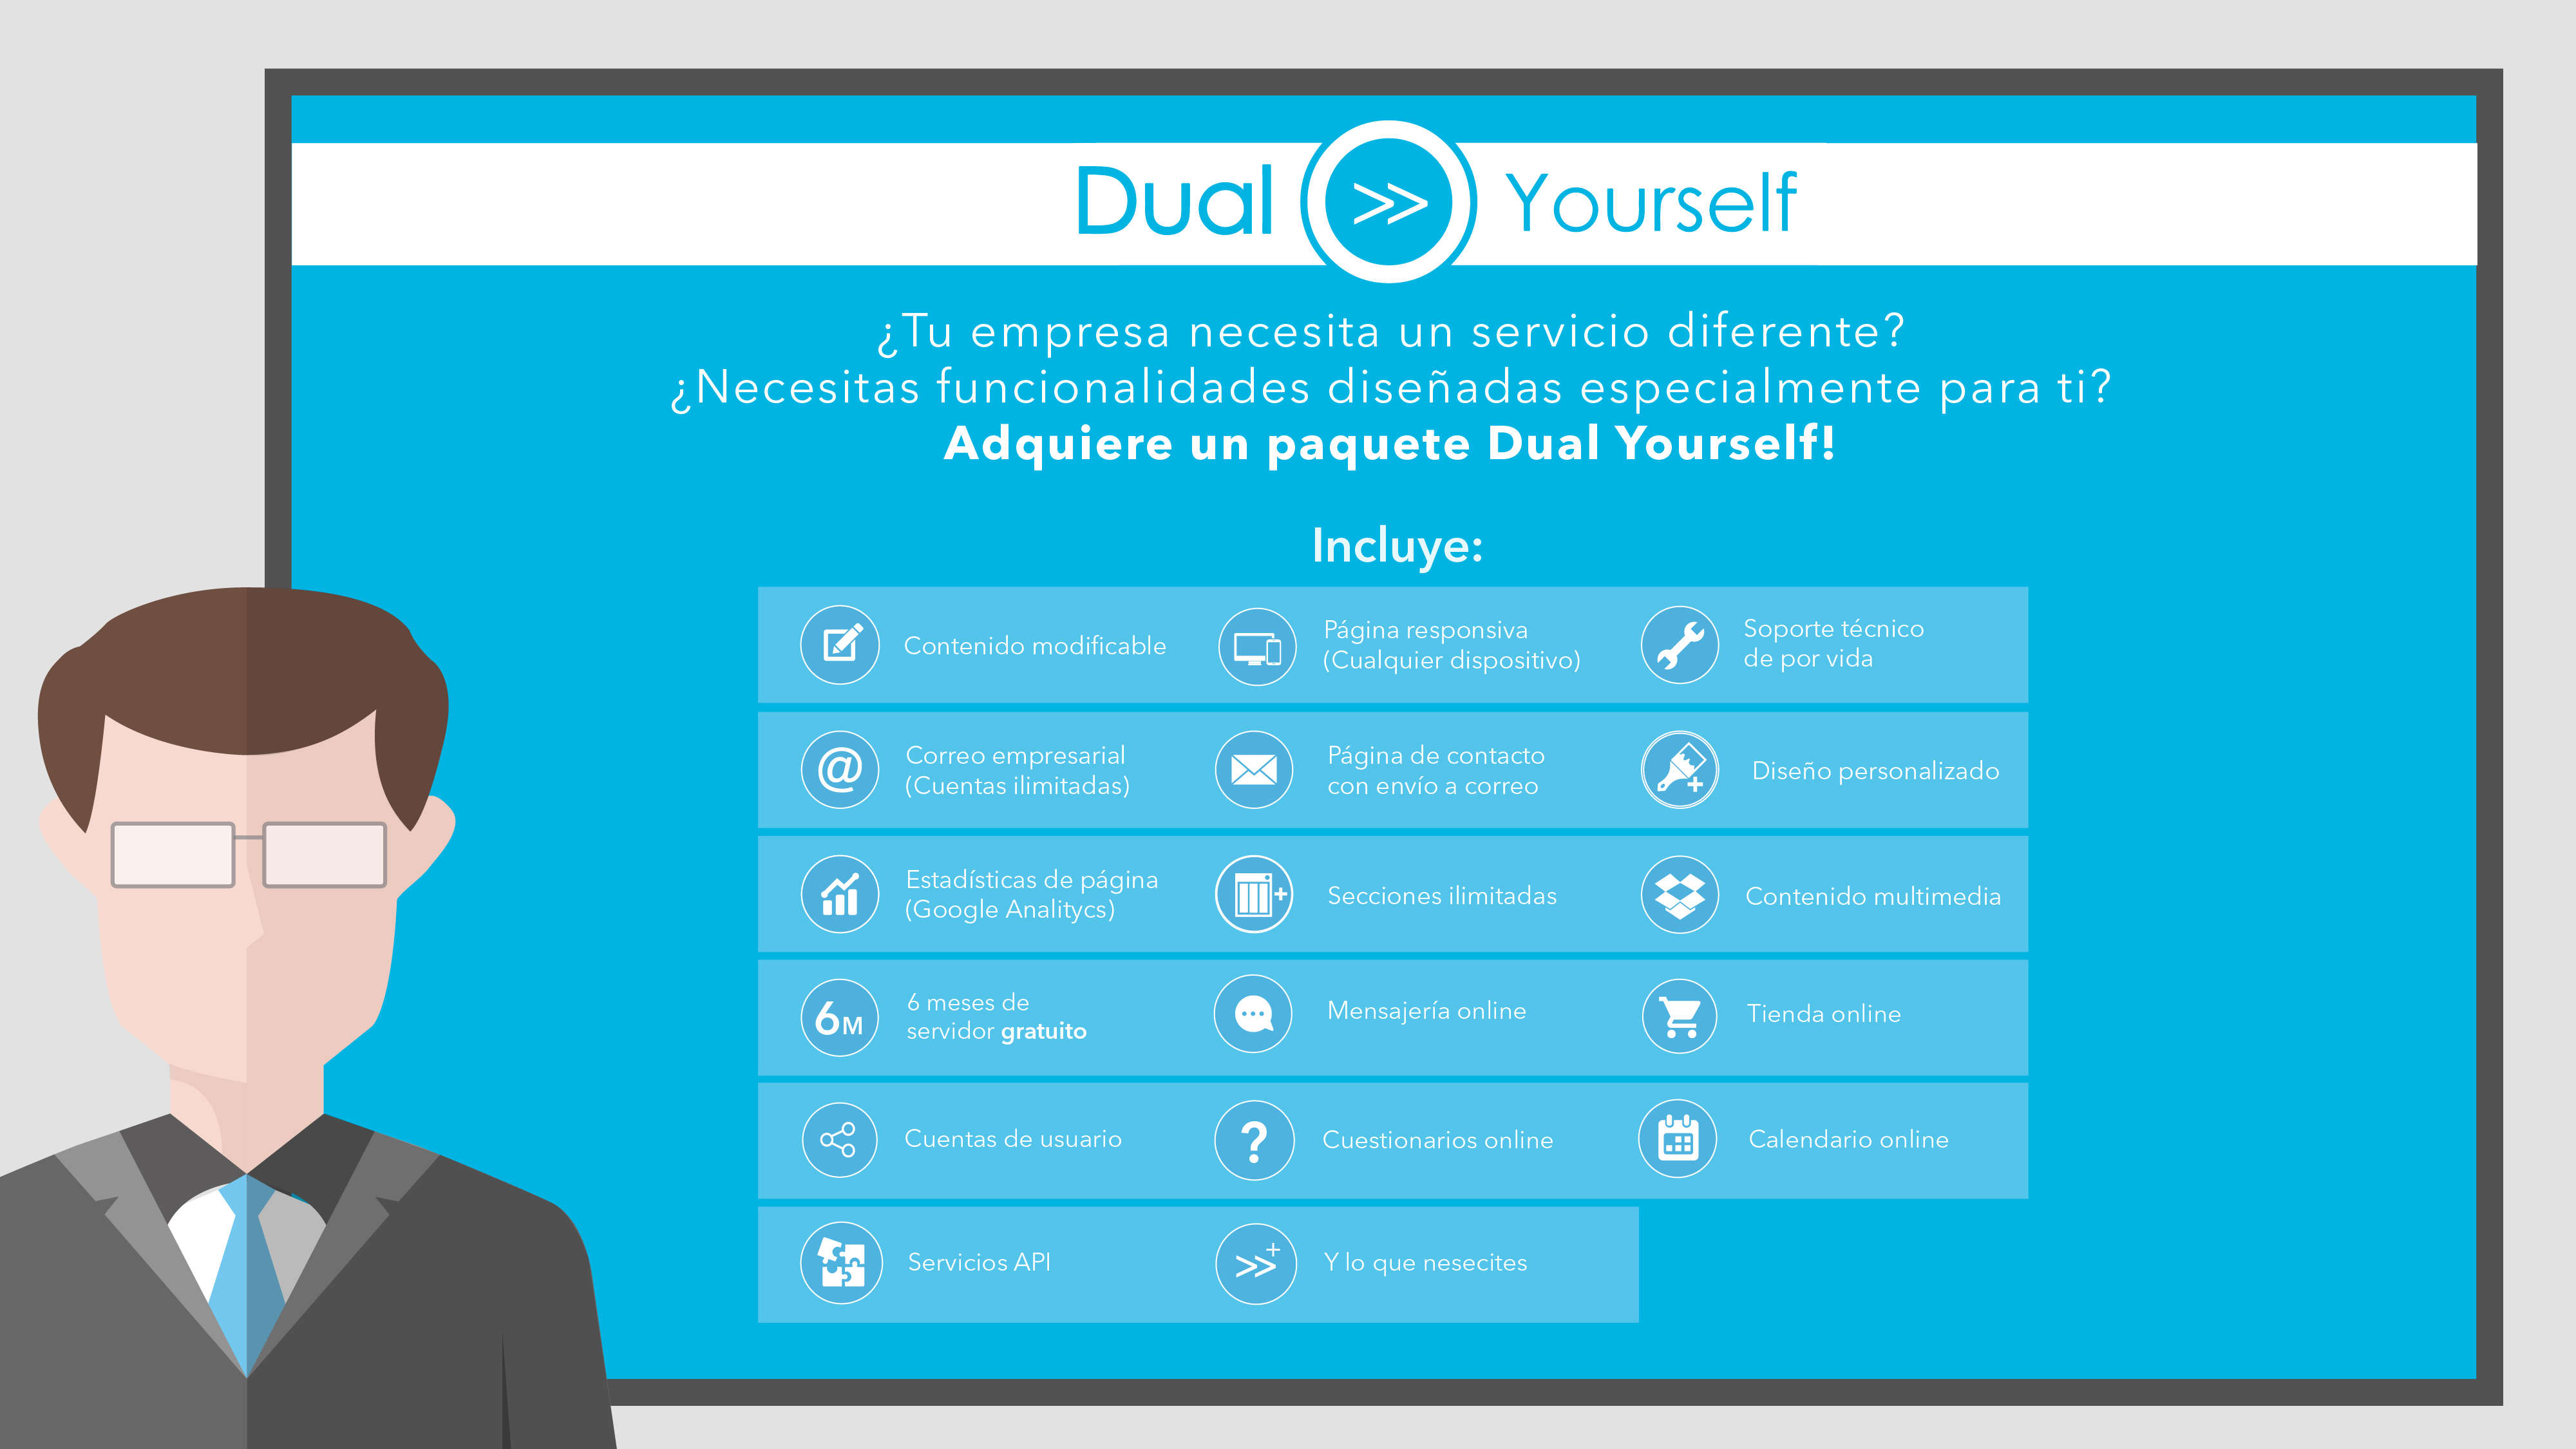 Dual >> Yourself
¿Tu empresa necesita un servicio diferente?
¿Necesitas funcionalidades diseñadas especialmente para ti?
Adquiere un paquete Dual Yourself!
Incluye:
Contenido modificable
Página responsiva
(Cualquier dispositivo)
Soporte técnico
de por vida
@
Correo empresarial
(Cuentas ilimitadas)
Página de contacto
con envío a correo
Diseño personalizado
Estadísticas de página
(Google Analitycs)
Secciones ilimitadas
Contenido multimedia
6M
6 meses de
servidor gratuito
Mensajería online
Tienda online
Cuentas de usuario
?
Cuestionarios online
Calendario online
Servicios API
>>+
Y lo que nesecites